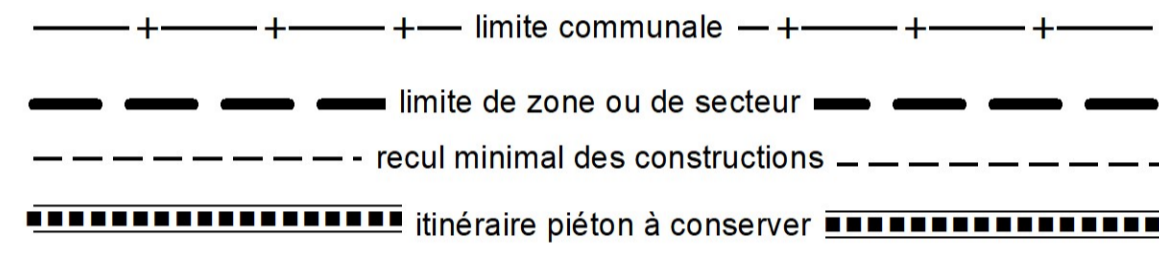 limite communale
limite de zone ou de secteur
recul minimal des constructions
itinéraire piéton à conserver